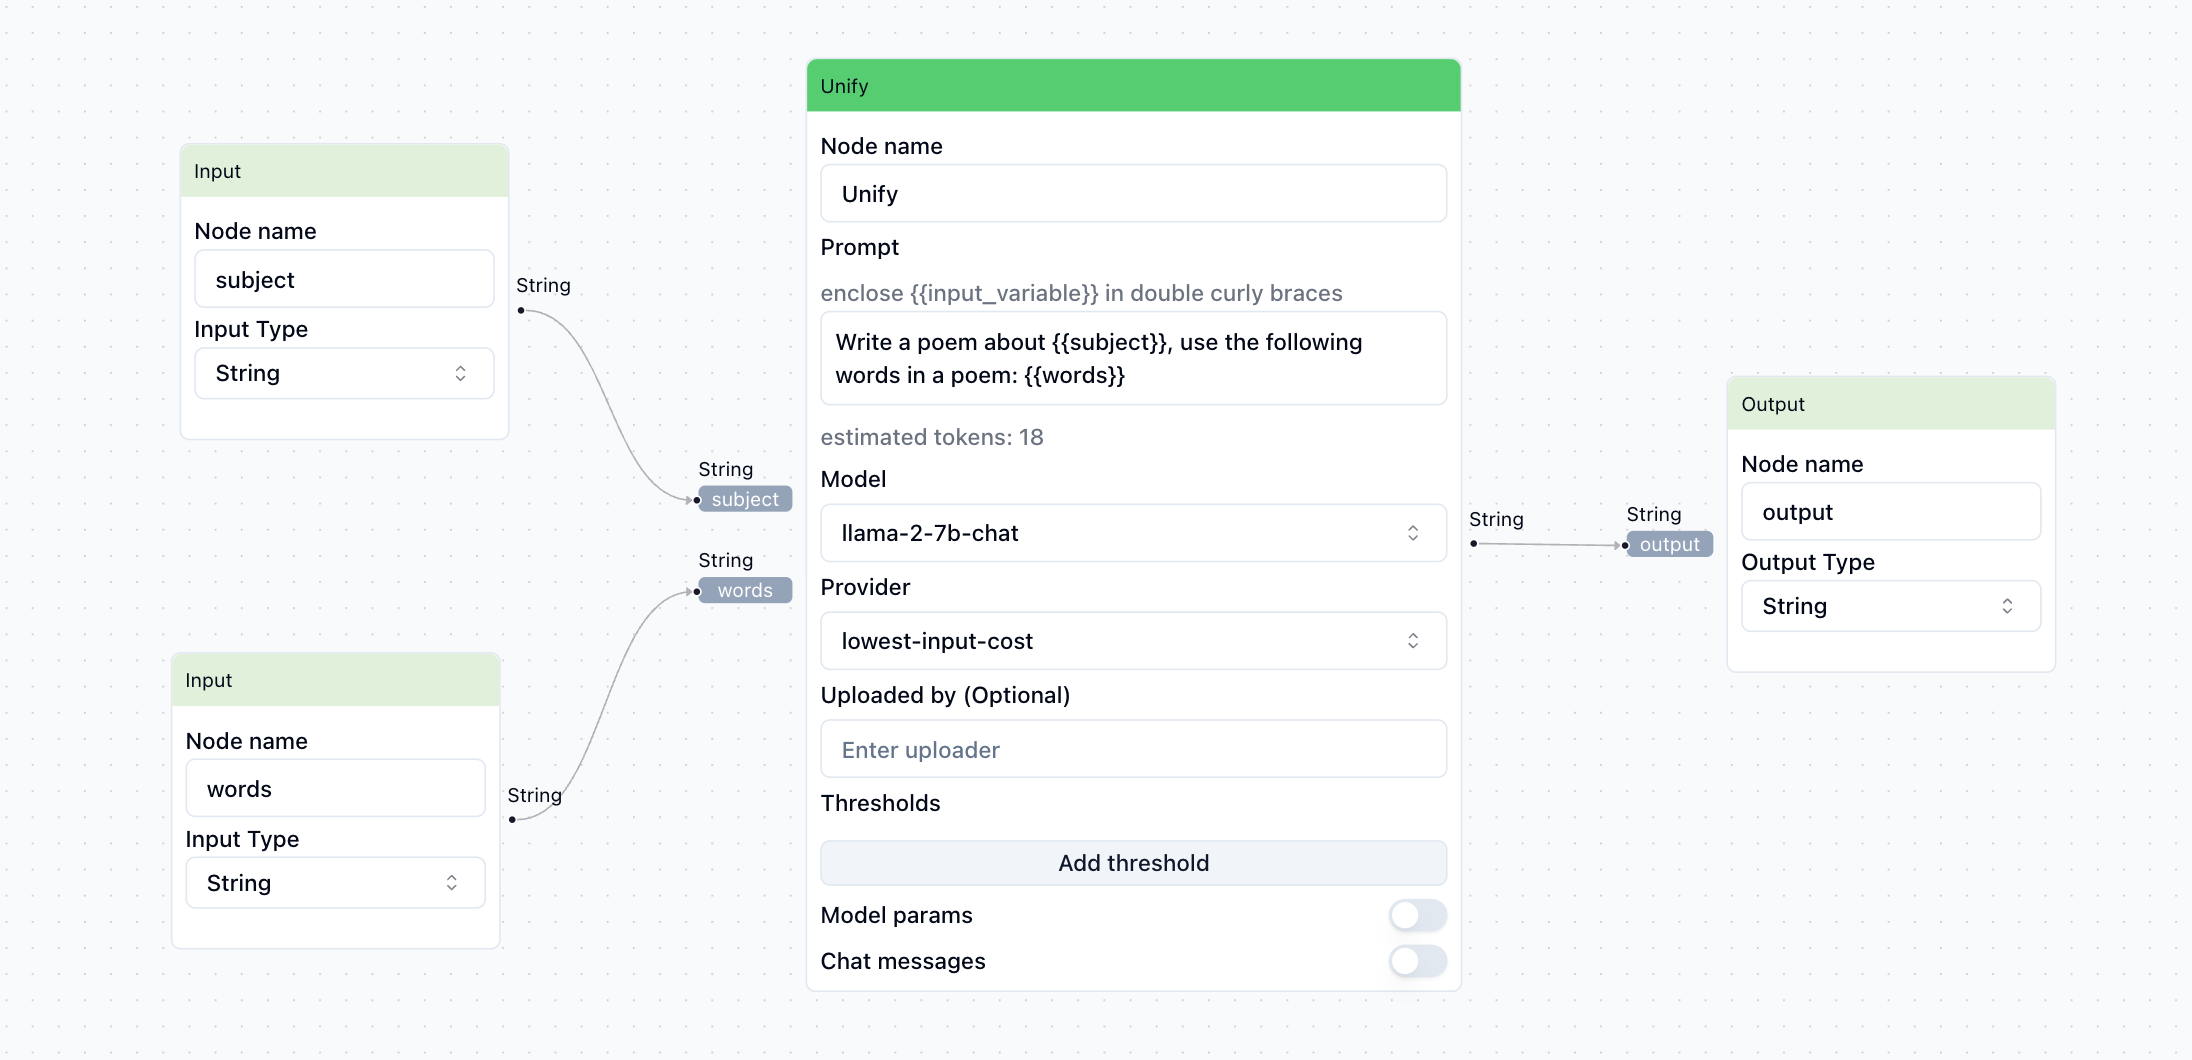 Input
Node name
subject
Input Type
String
String
Input
Node name
words
Input Type
String
String
String
subject
String
words
Unify
Node name
Unify
Prompt
enclose {{input_variable}} in double curly braces
Write a poem about {{subject}}, use the following
words in a poem: {{words}}
estimated tokens: 18
Model
llama-2-7b-chat
Provider
lowest-input-cost
Uploaded by (Optional)
Enter uploader
Thresholds
Add threshold
Model params
Chat messages
String
String
output
Output
Node name
output
Output Type
String